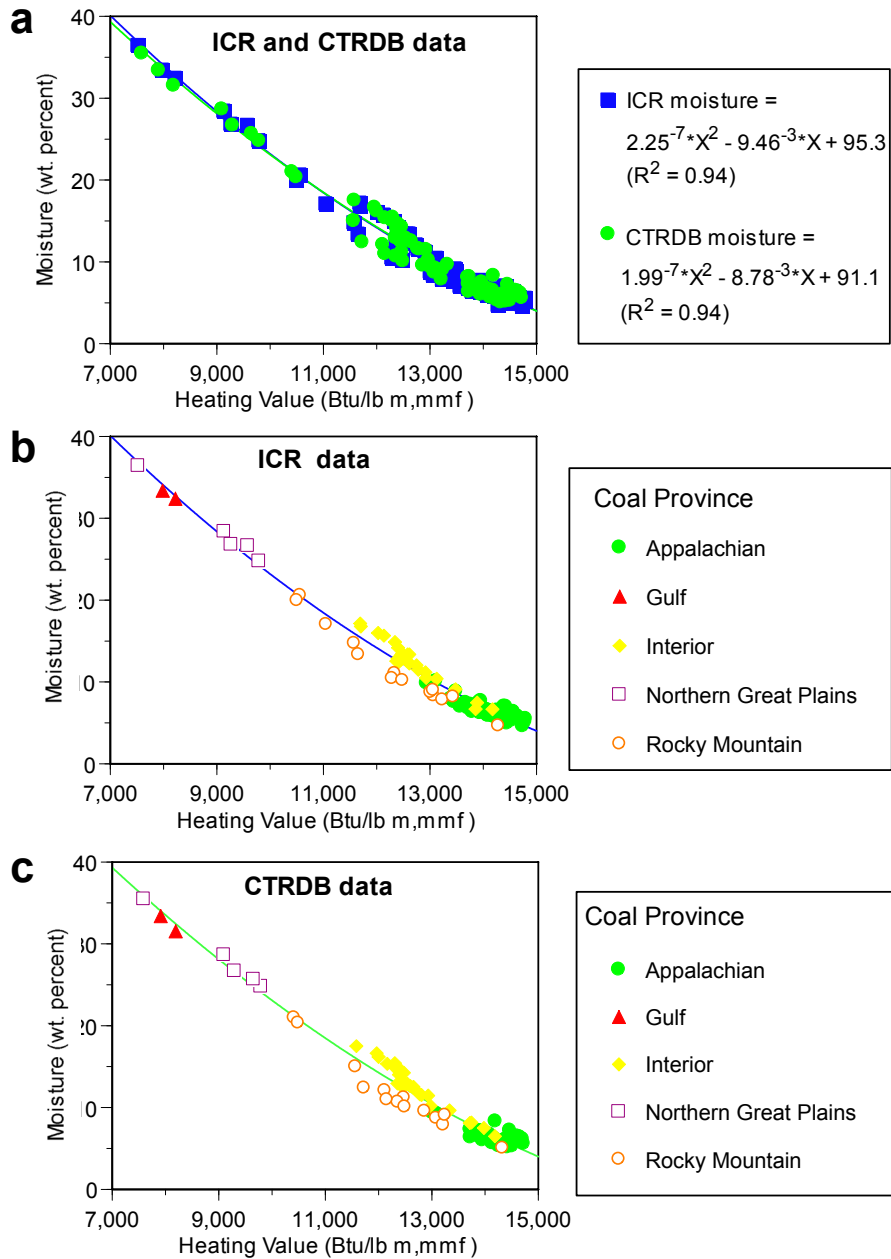 a
ICR and CTRDB data
40
30
20
10
0
Moisture (wt. percent)
7,000 9,000 11,000 13,000 15,000
Heating Value (Btu/lb m,mmf )
ICR moisture =
2.25⁻⁷*X² - 9.46⁻³*X + 95.3
(R² = 0.94)
CTRDB moisture =
1.99⁻⁷*X² - 8.78⁻³*X + 91.1
(R² = 0.94)
b
ICR data
40
30
20
10
0
Moisture (wt. percent)
7,000 9,000 11,000 13,000 15,000
Heating Value (Btu/lb m,mmf )
Coal Province
Appalachian
Gulf
Interior
Northern Great Plains
Rocky Mountain
c
CTRDB data
40
30
20
10
0
Moisture (wt. percent)
7,000 9,000 11,000 13,000 15,000
Heating Value (Btu/lb m,mmf )
Coal Province
Appalachian
Gulf
Interior
Northern Great Plains
Rocky Mountain